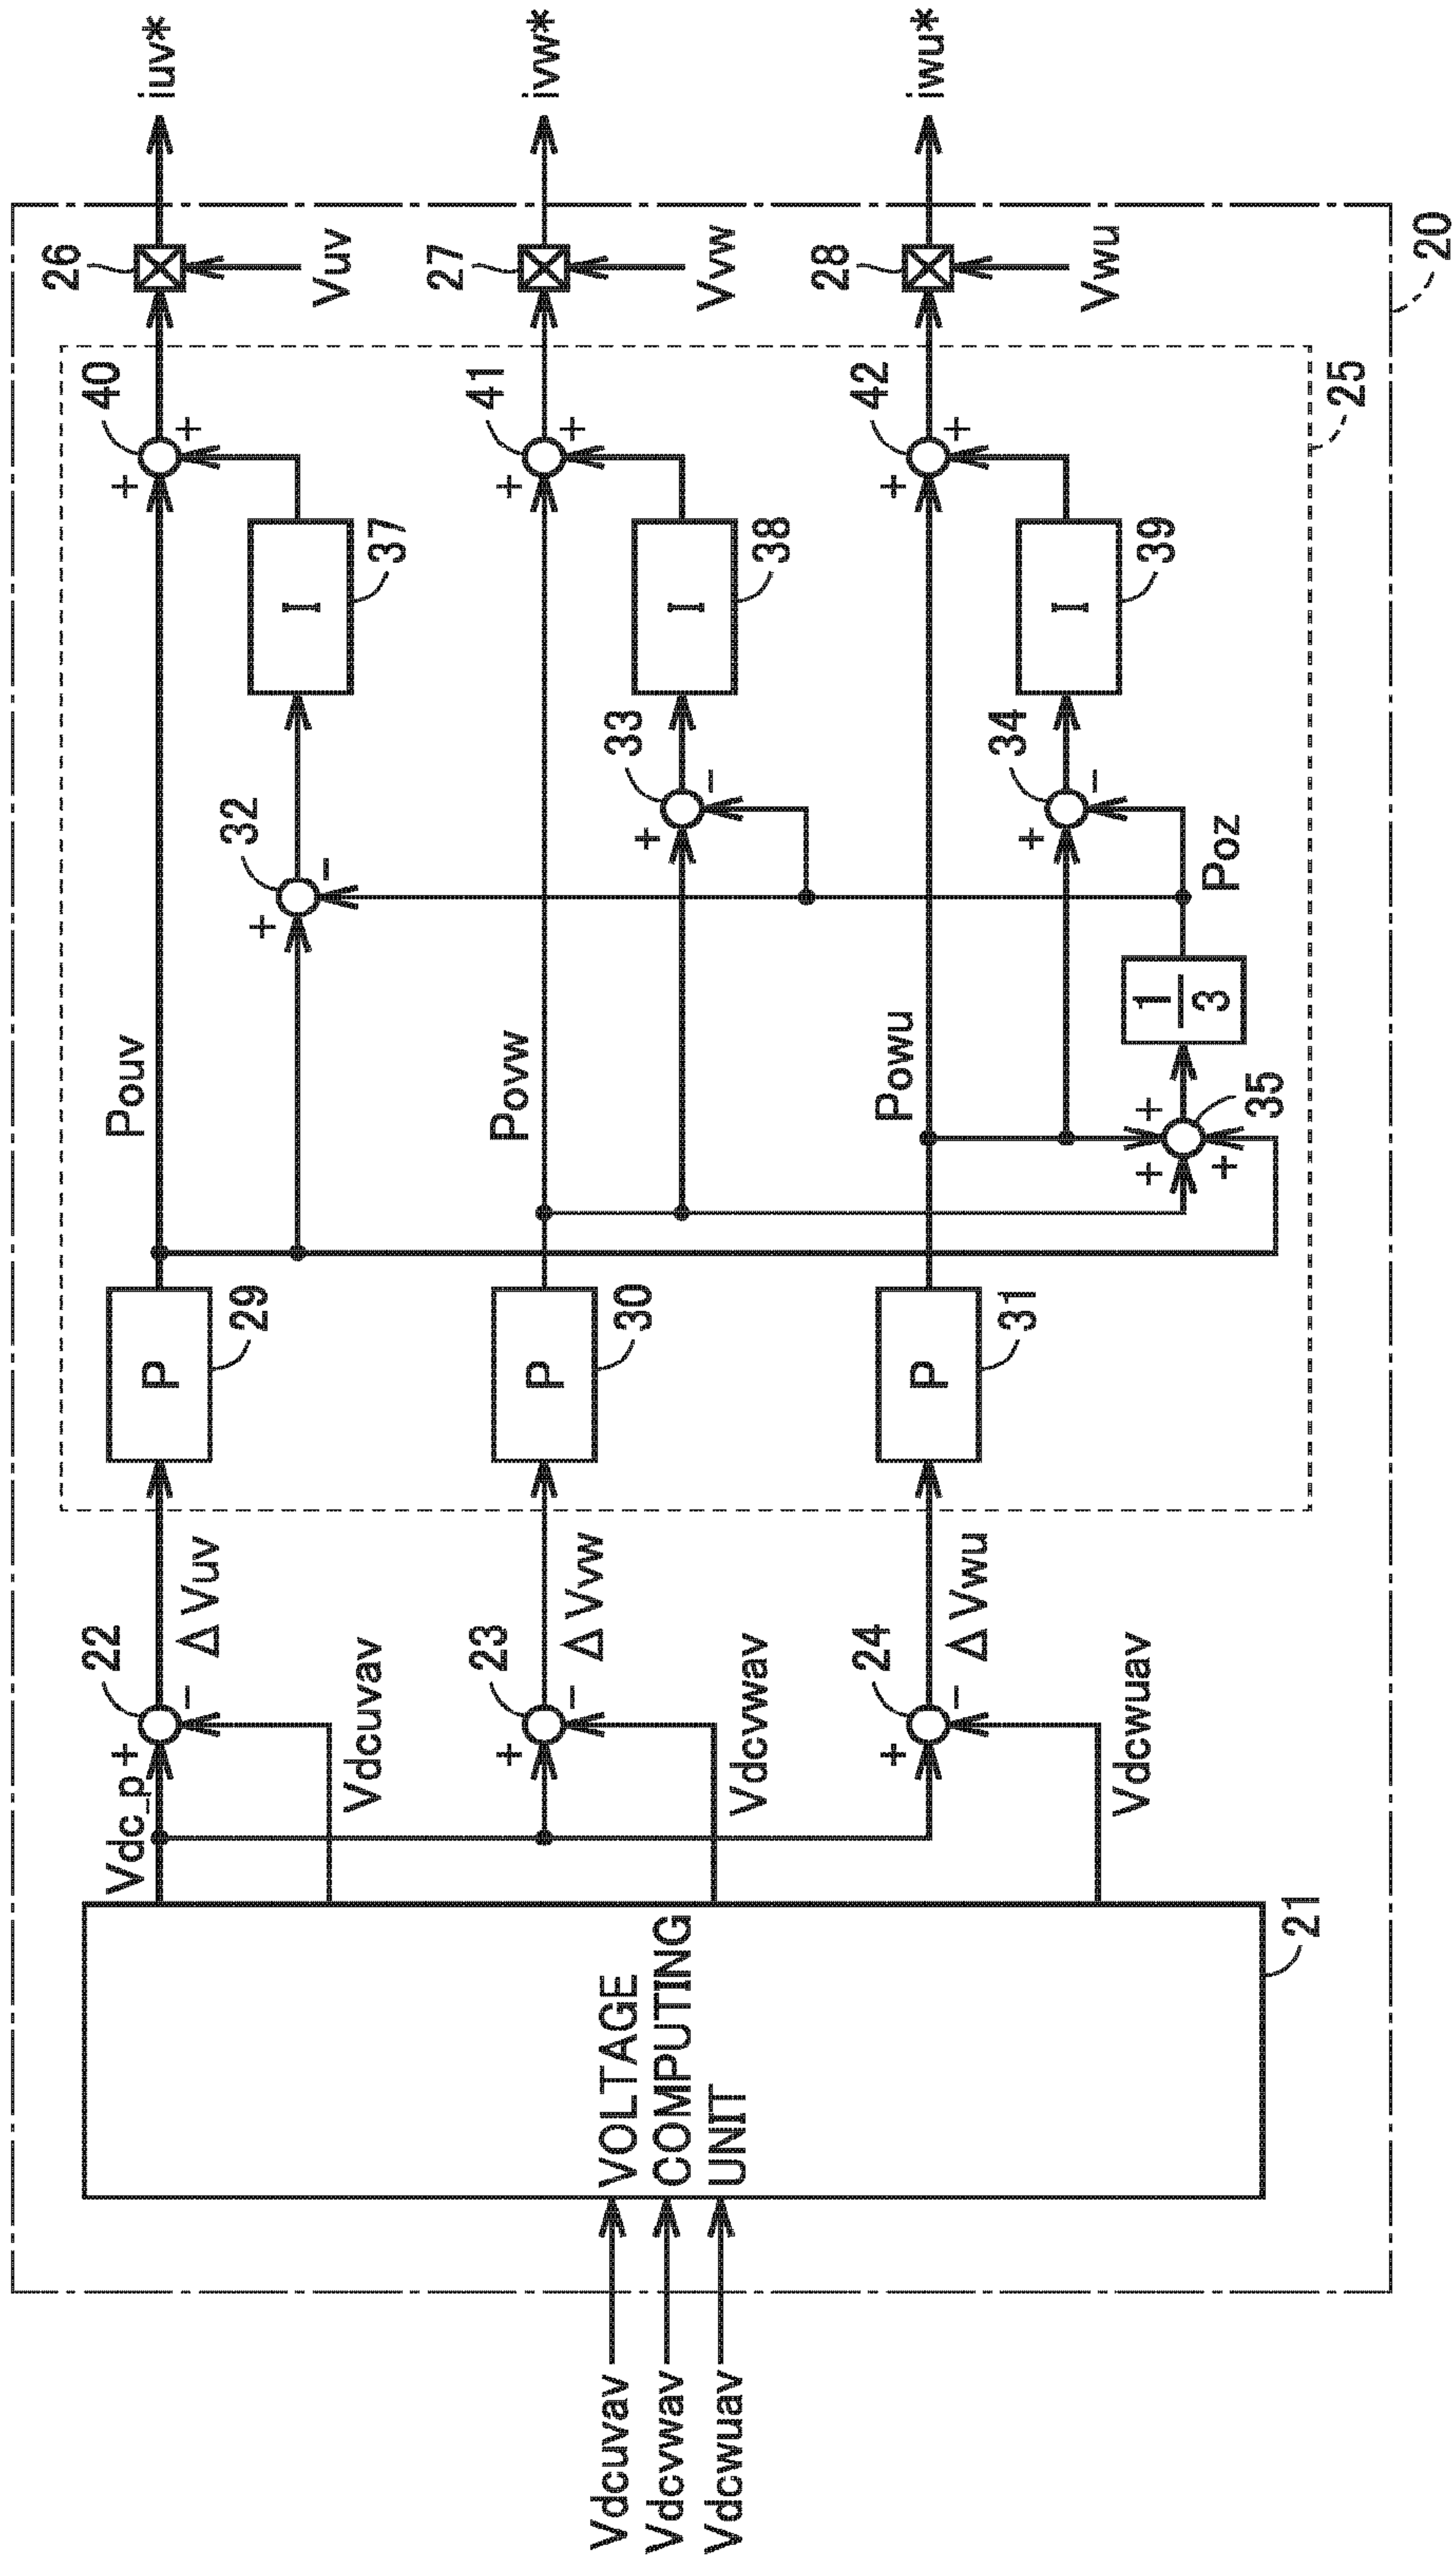 Vdcuvav
Vdcvwav
Vdcwuav
VOLTAGE
COMPUTING
UNIT
21
Vdc_p
+
-
22
ΔVuv
Vdcuvav
+
-
23
ΔVvw
Vdcvwav
+
-
24
ΔVwu
Vdcwuav
P
29
P
30
P
31
Pouv
Povw
Powu
+
+
+
35
1
3
Poz
+
-
32
+
-
33
+
-
34
I
37
I
38
I
39
+
+
40
+
+
41
+
+
42
25
26
Vuv
27
Vvw
28
Vwu
20
iuv*
ivw*
iwu*